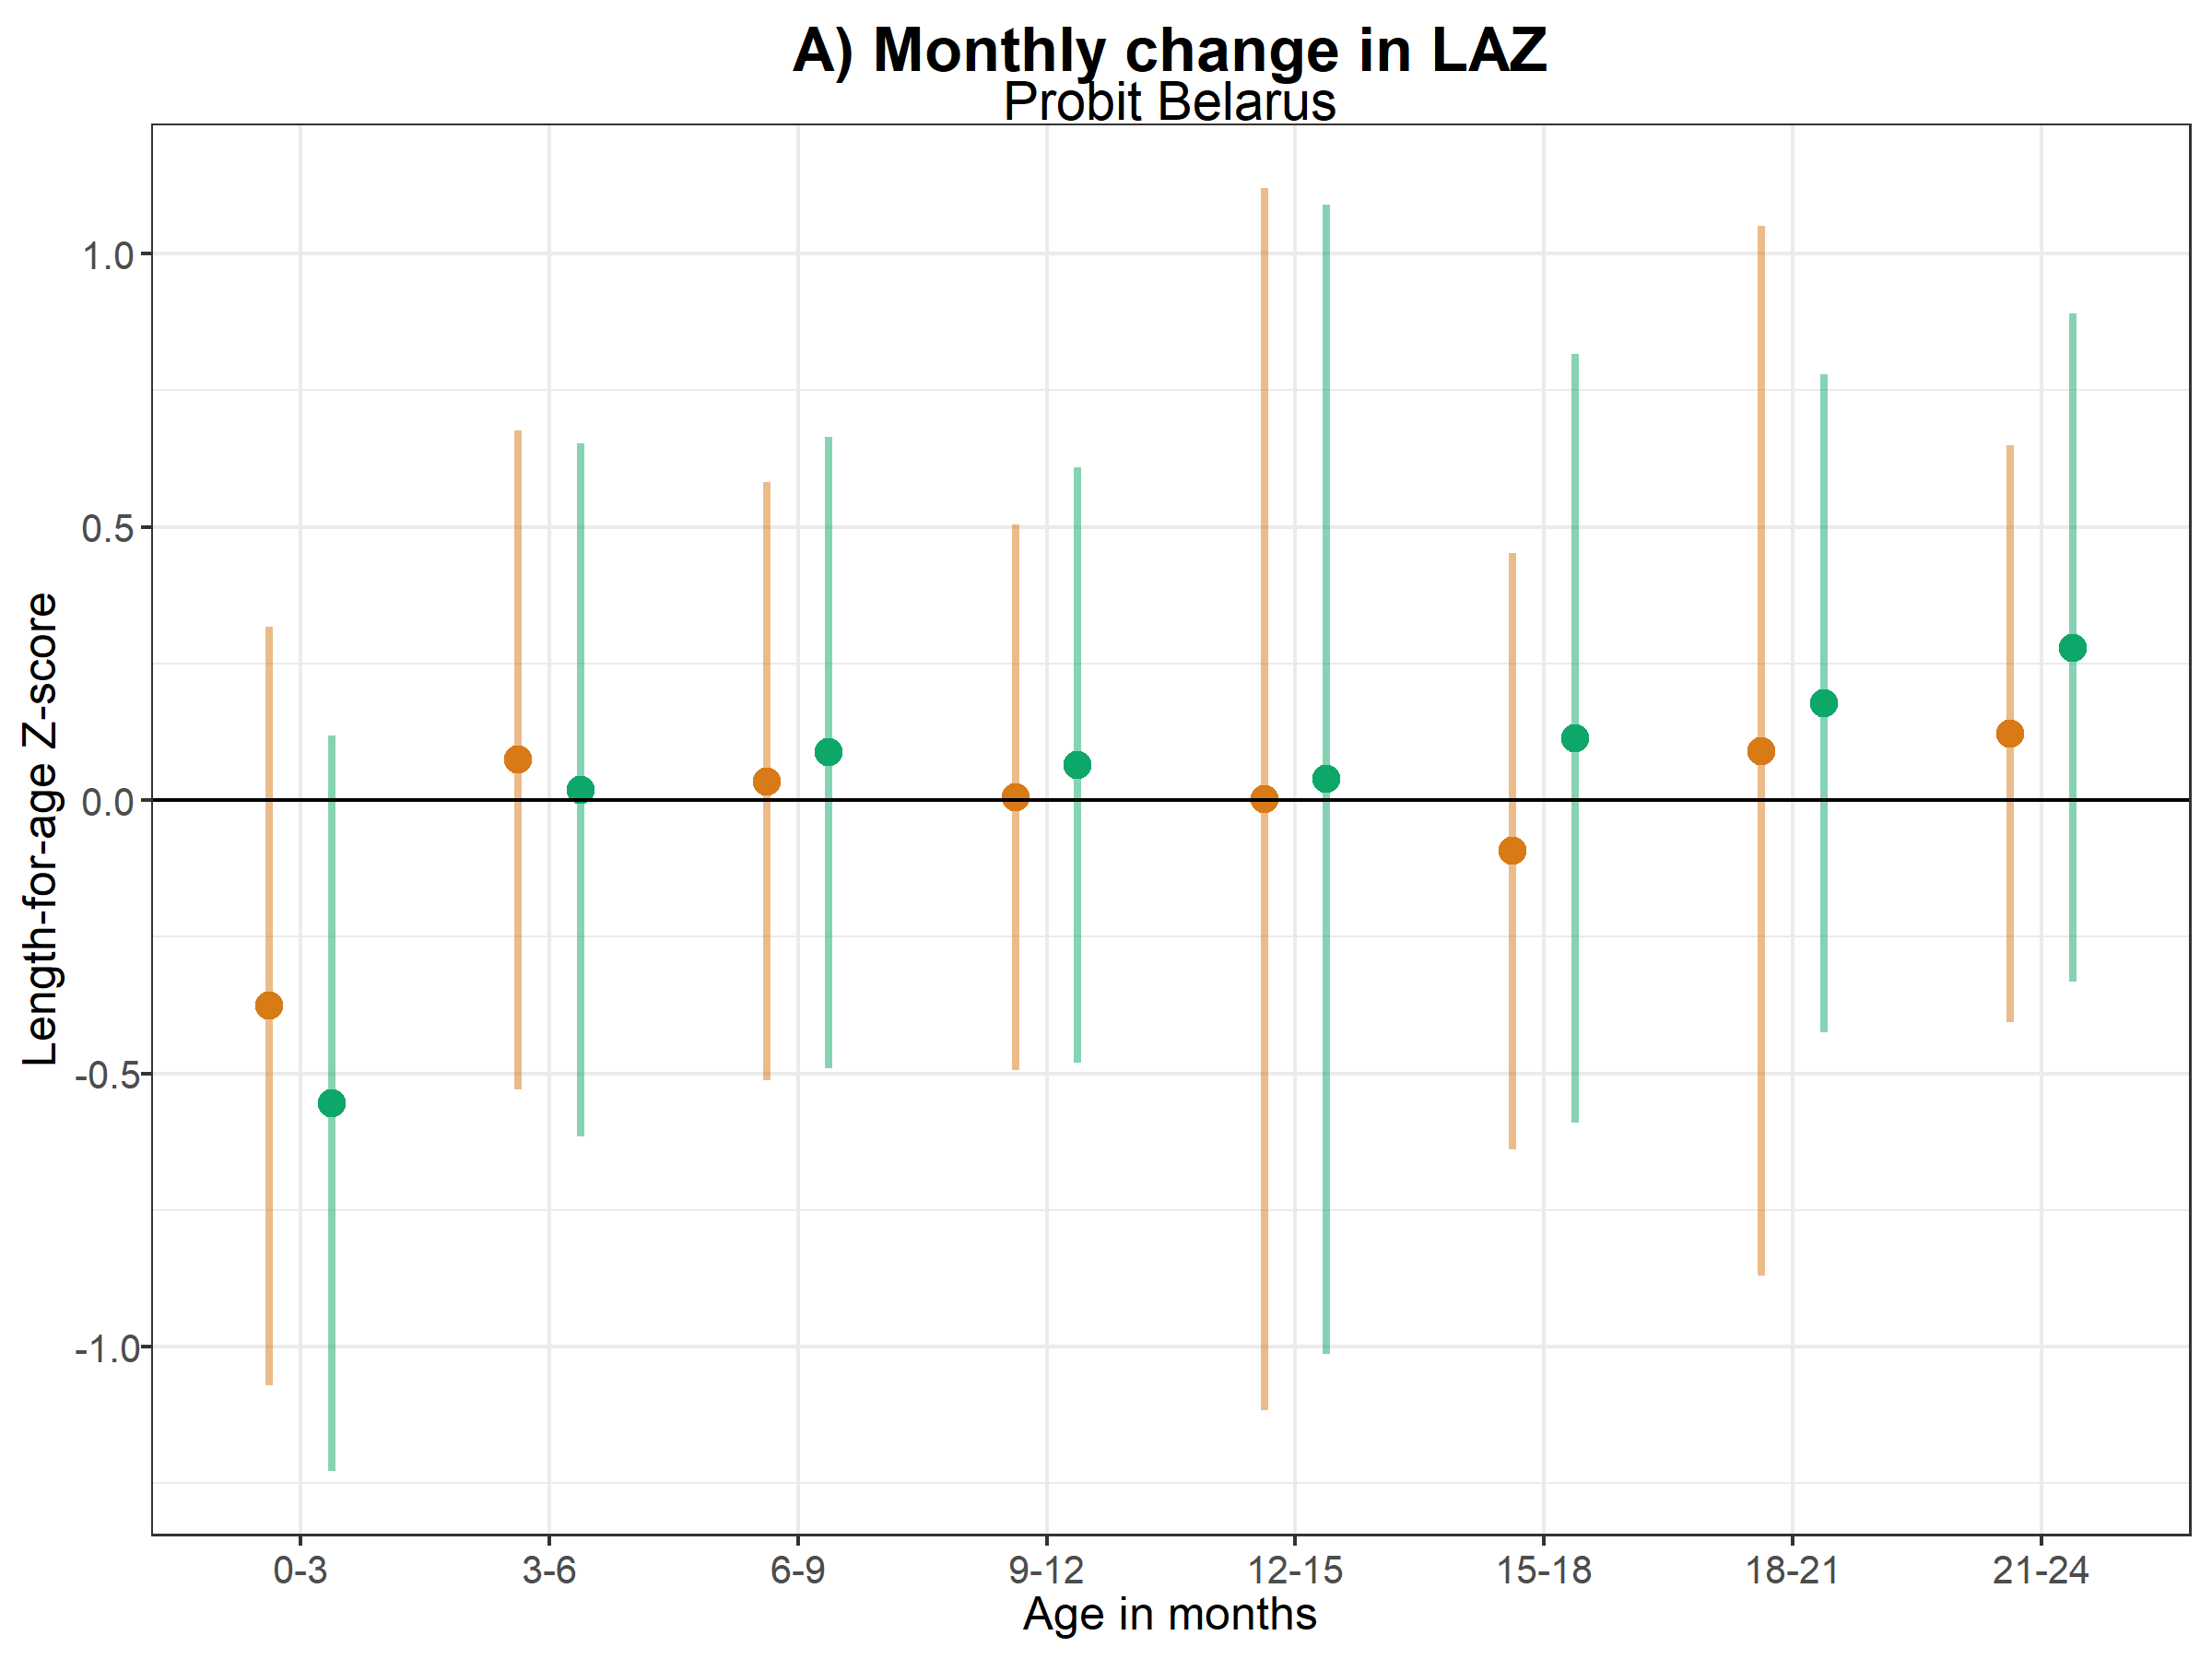 A) Monthly change in LAZ
Probit Belarus
Length-for-age Z-score
1.0
0.5
0.0
-0.5
-1.0
0-3 3-6 6-9 9-12 12-15 15-18 18-21 21-24
Age in months